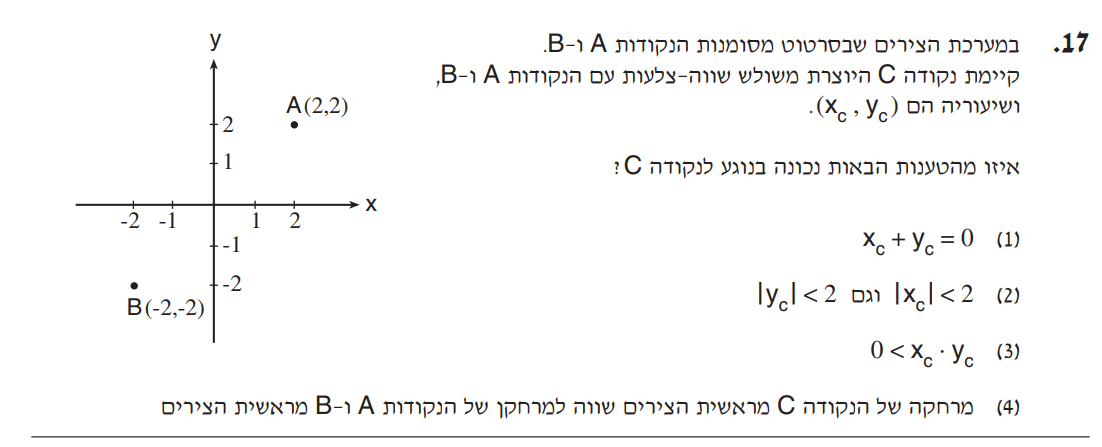 17. במערכת הצירים שבסרטוט מסומנות הנקודות A ו-B.
קיימת נקודה C היוצרת משולש שווה-צלעות עם הנקודות A ו-B,
ושיעוריה הם (x_c , y_c).
איזו מהטענות הבאות נכונה בנוגע לנקודה C?
(1) x_c + y_c = 0
(2) |x_c| < 2 וגם |y_c| < 2
(3) 0 < x_c · y_c
(4) מרחקה של הנקודה C מראשית הצירים שווה למרחקן של הנקודות A ו-B מראשית הצירים
y
A(2,2)
2
1
x
-2 -1 1 2
-1
-2
B(-2,-2)